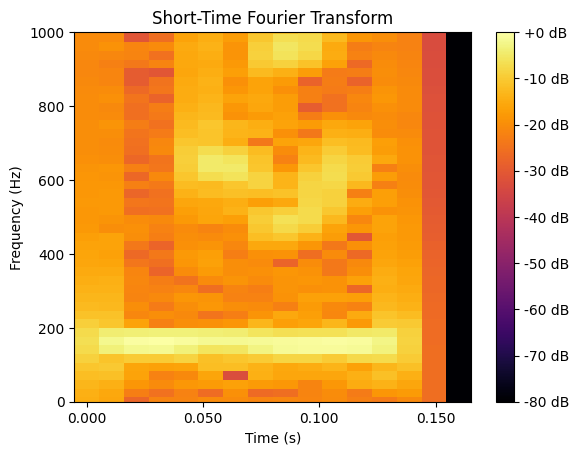 Short-Time Fourier Transform
1000
800
600
400
200
0
Frequency (Hz)
0.000
0.050
0.100
0.150
Time (s)
+0 dB
-10 dB
-20 dB
-30 dB
-40 dB
-50 dB
-60 dB
-70 dB
-80 dB